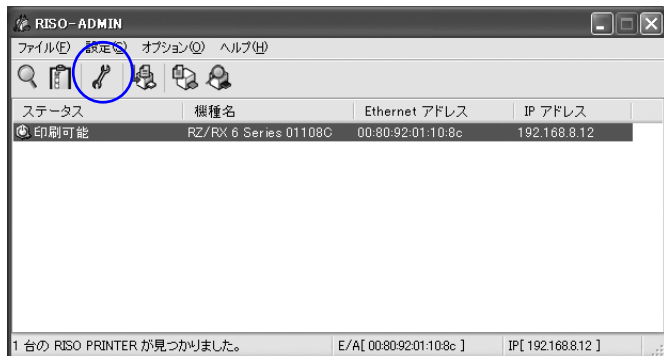 RISO-ADMIN
ファイル(F) 設定(S) オプション(O) ヘルプ(H)
ステータス 機種名 Ethernet アドレス IP アドレス
印刷可能 RZ/RX 6 Series 01108C 00:80:92:01:10:8c 192.168.8.12
1 台の RISO PRINTER が見つかりました。 E/A[ 00:80:92:01:10:8c ] IP[ 192.168.8.12 ]